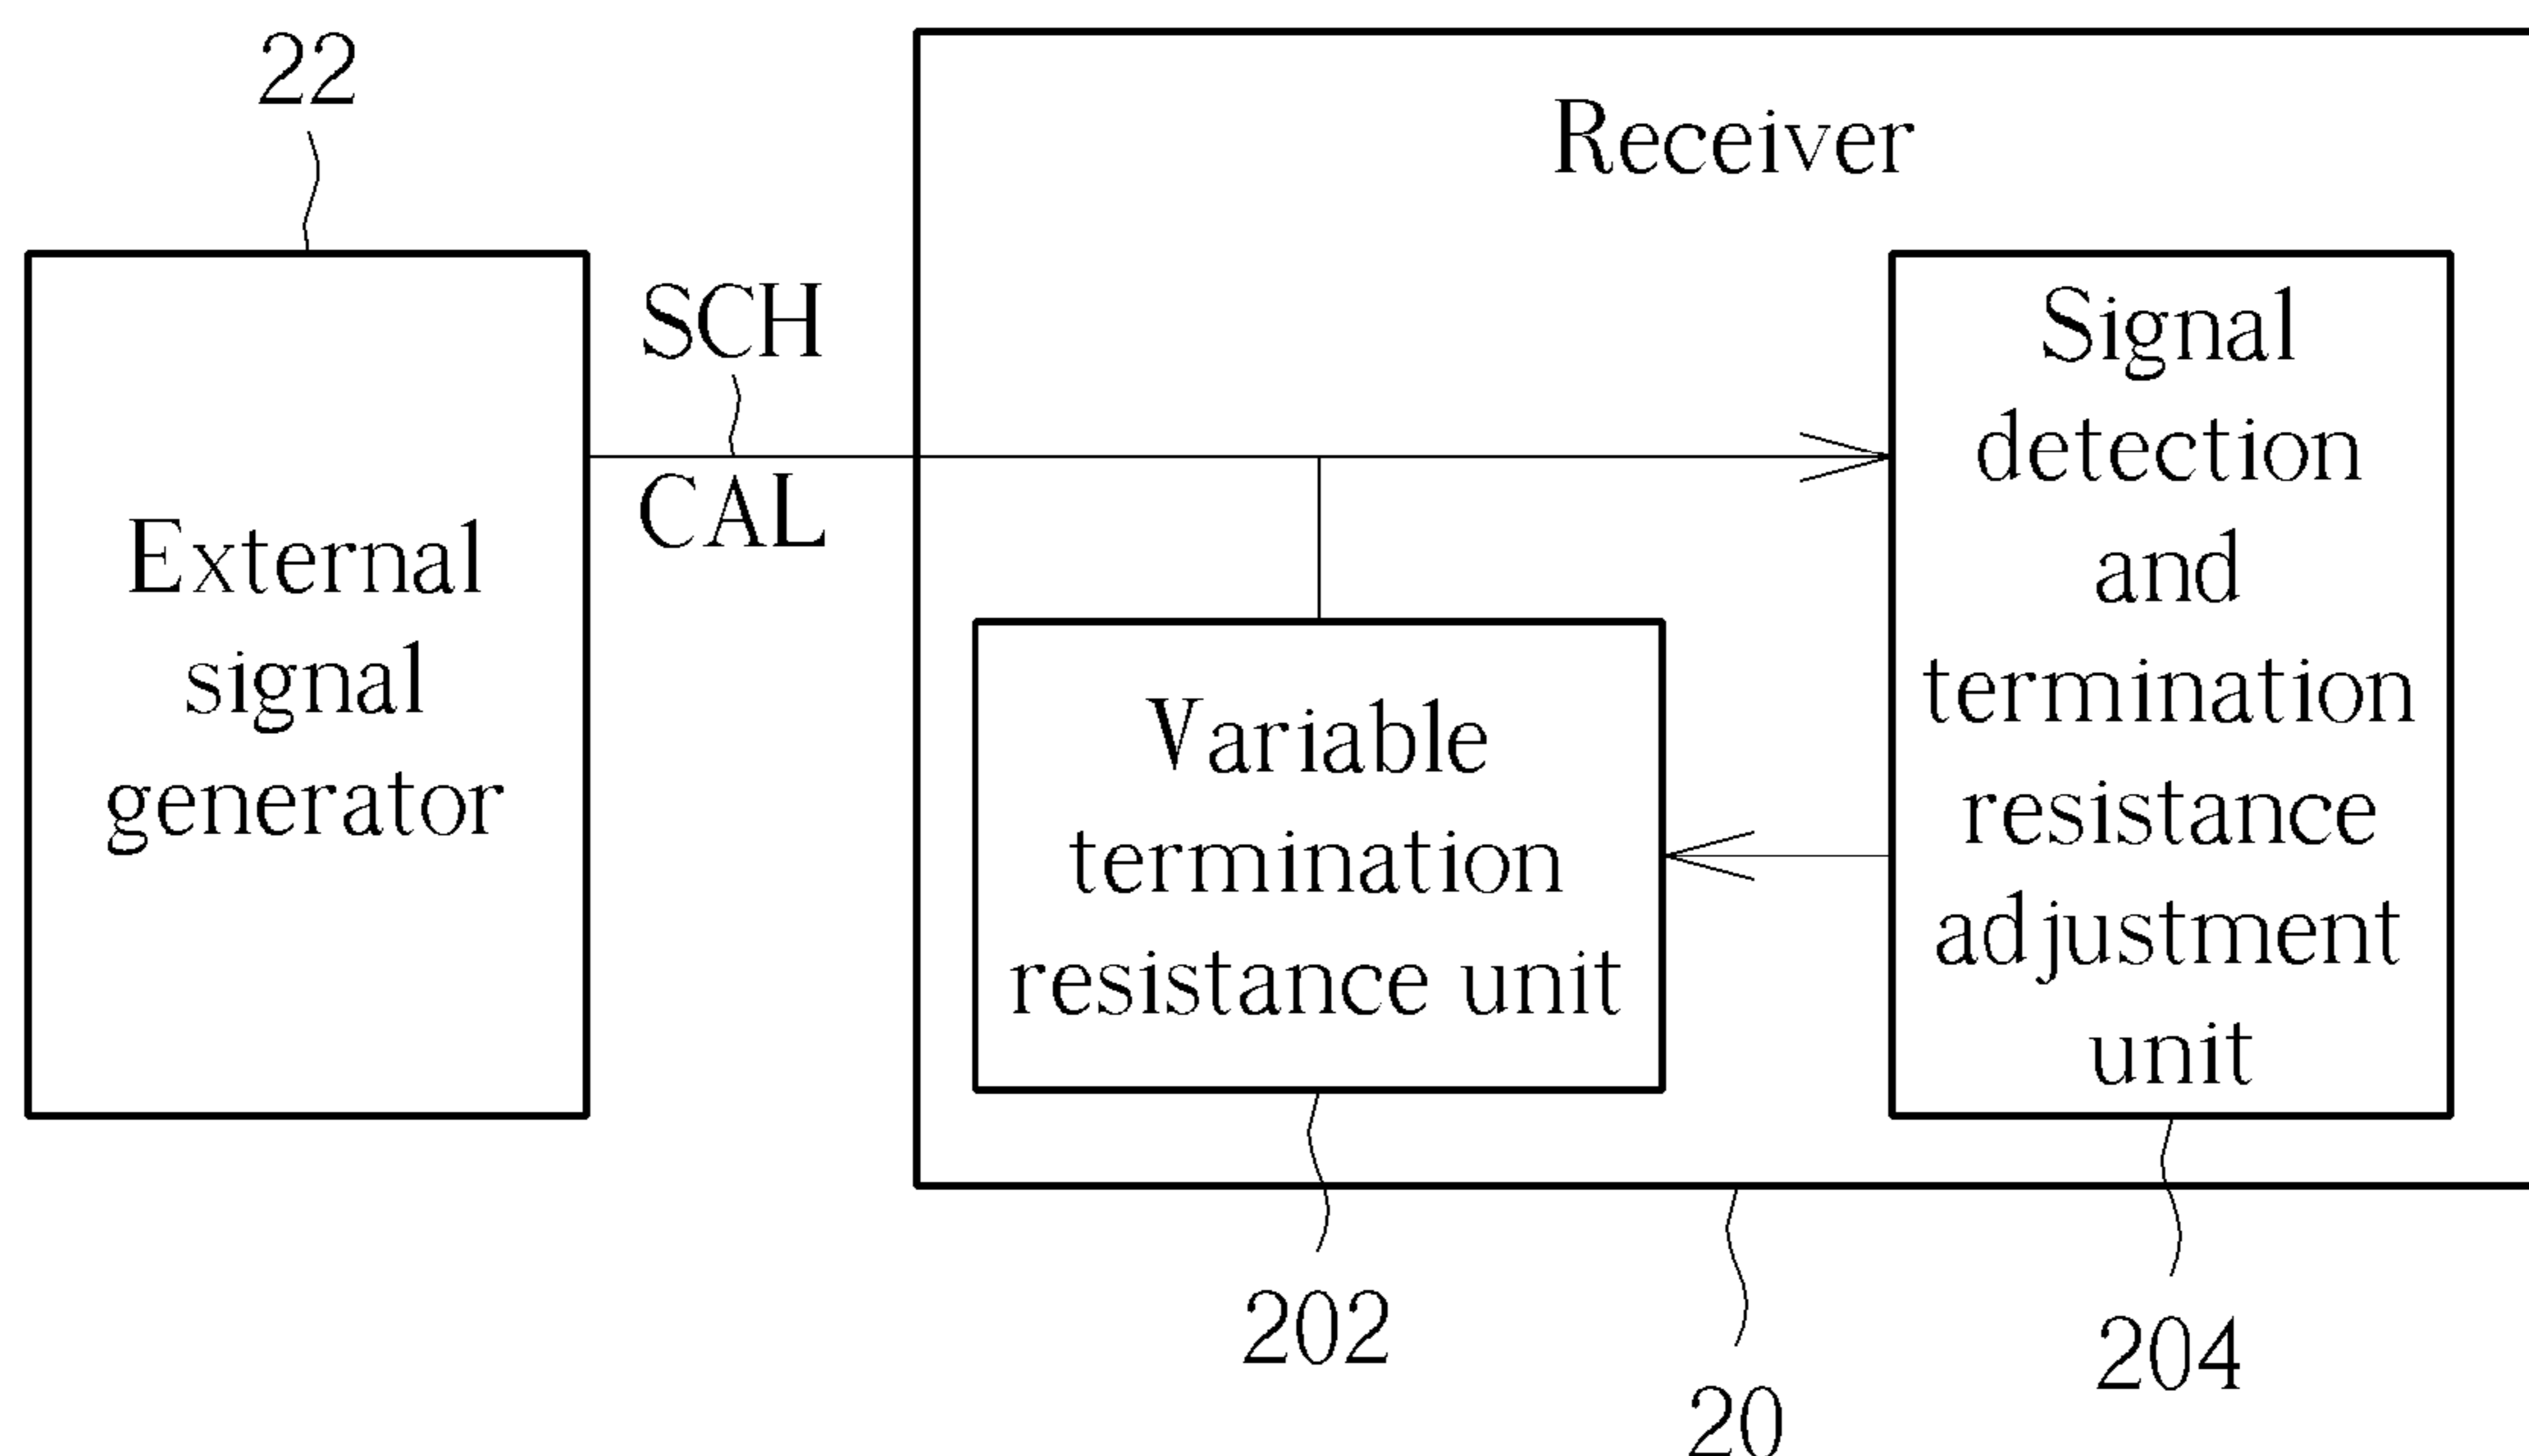 22
Receiver
SCH
CAL
External
signal
generator
Variable
termination
resistance unit
Signal
detection
and
termination
resistance
adjustment
unit
202
20
204